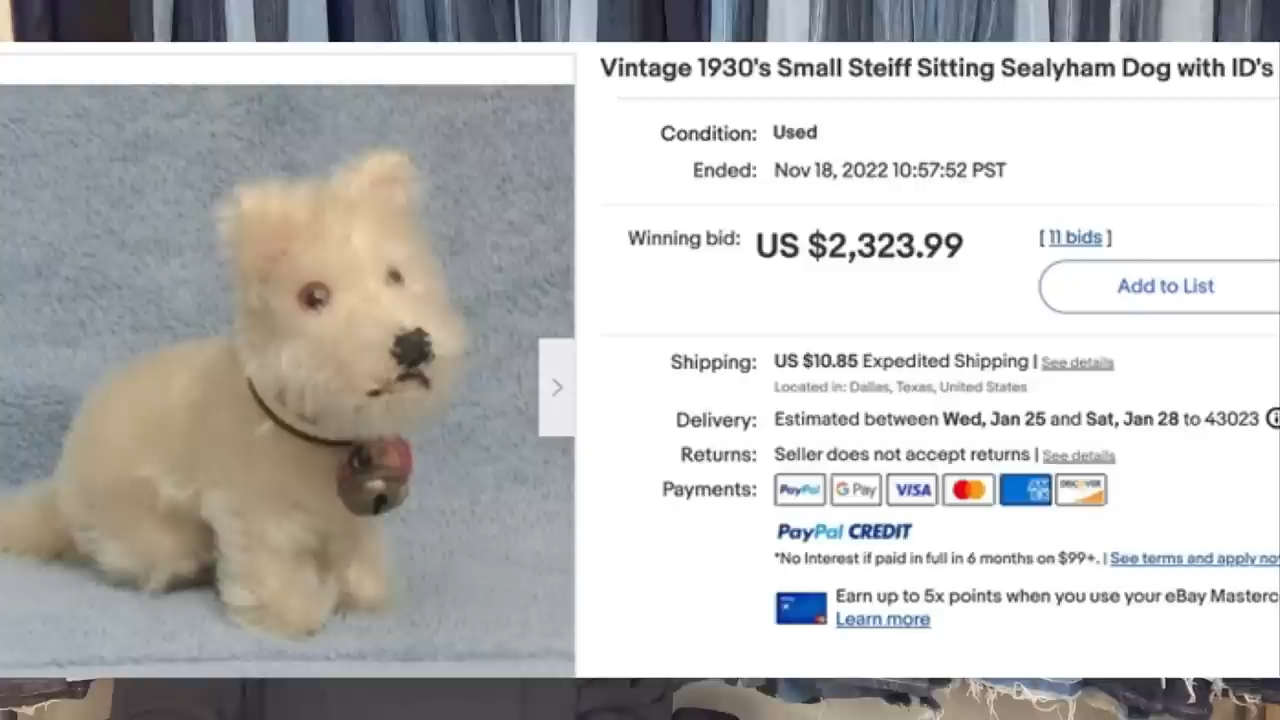 Vintage 1930's Small Steiff Sitting Sealyham Dog with ID's
Condition: Used
Ended: Nov 18, 2022 10:57:52 PST
Winning bid: US $2,323.99 [ 11 bids ]
Add to List
Shipping: US $10.85 Expedited Shipping | See details
Located in: Dallas, Texas, United States
Delivery: Estimated between Wed, Jan 25 and Sat, Jan 28 to 43023
Returns: Seller does not accept returns | See details
Payments: PayPal G Pay VISA DISCOVER
PayPal CREDIT
*No Interest if paid in full in 6 months on $99+. | See terms and apply no
Earn up to 5x points when you use your eBay Masterc
Learn more